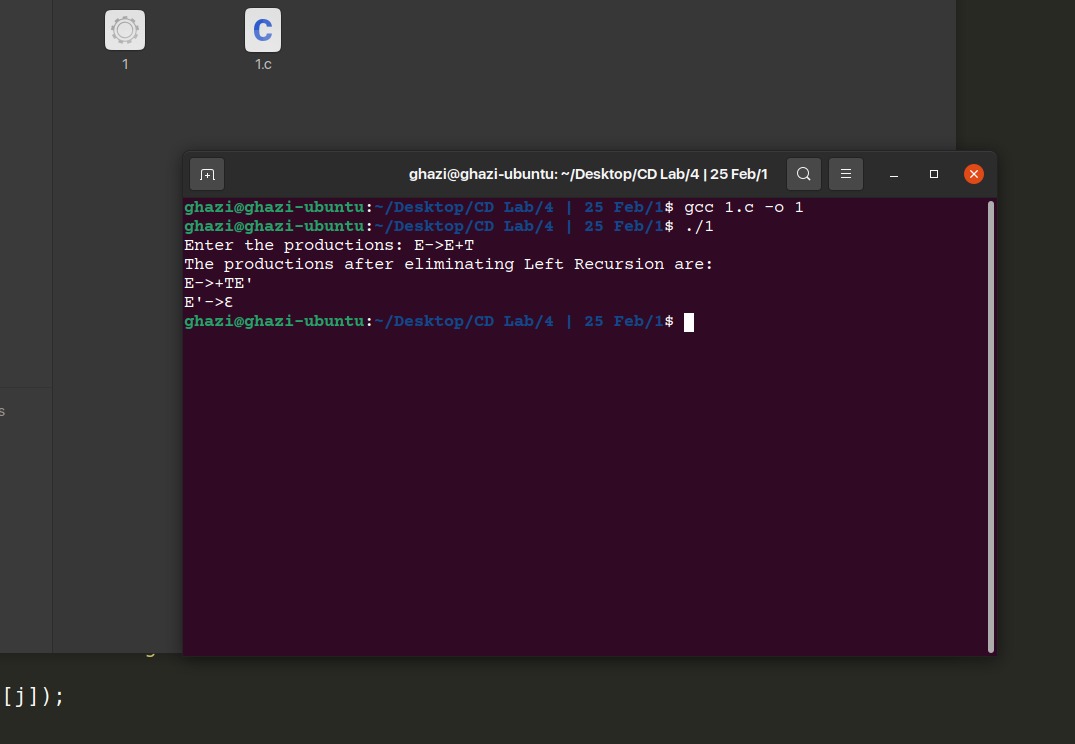 1
C
1.c
ghazi@ghazi-ubuntu: ~/Desktop/CD Lab/4 | 25 Feb/1
ghazi@ghazi-ubuntu:~/Desktop/CD Lab/4 | 25 Feb/1$ gcc 1.c -o 1
ghazi@ghazi-ubuntu:~/Desktop/CD Lab/4 | 25 Feb/1$ ./1
Enter the productions: E->E+T
The productions after eliminating Left Recursion are:
E->+TE'
E'->ε
ghazi@ghazi-ubuntu:~/Desktop/CD Lab/4 | 25 Feb/1$
s
[j]);